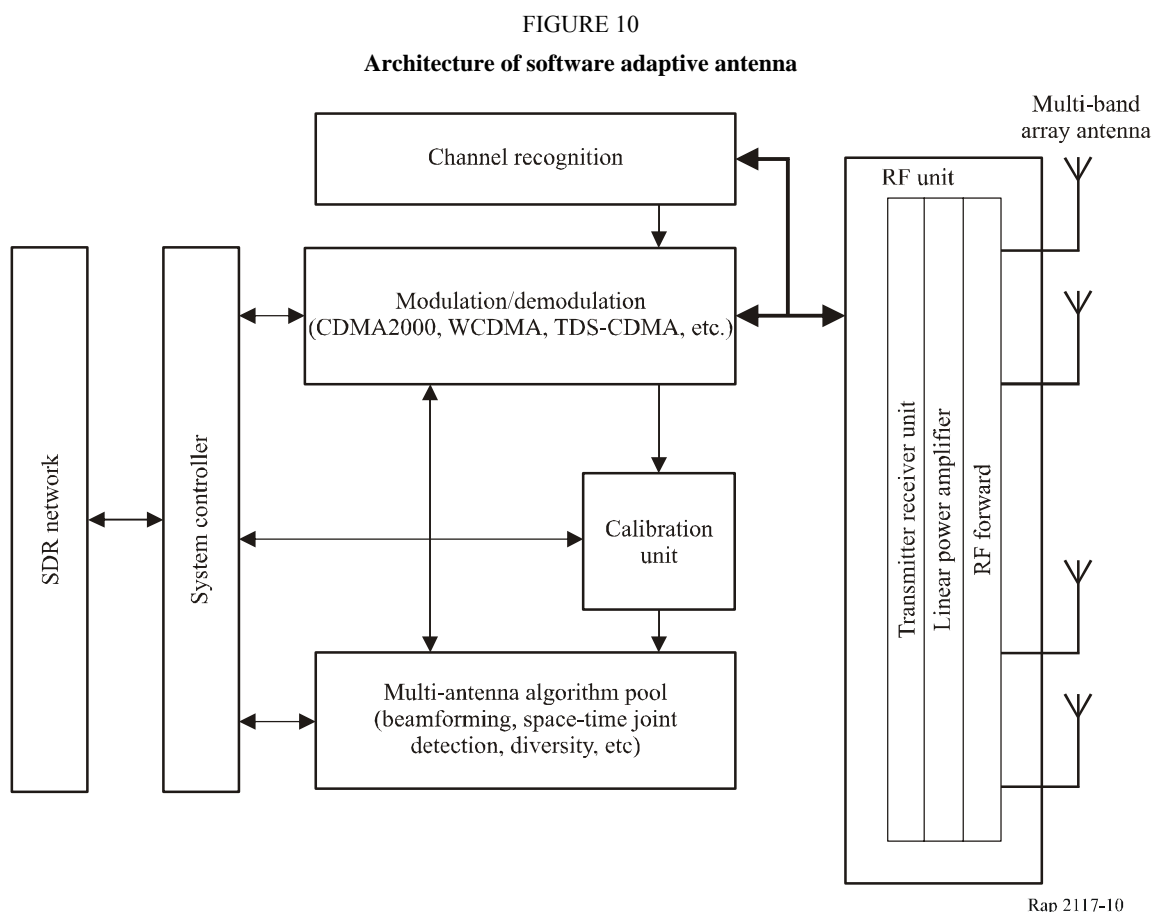 FIGURE 10
Architecture of software adaptive antenna
Multi-band
array antenna
Channel recognition
RF unit
Modulation/demodulation
(CDMA2000, WCDMA, TDS-CDMA, etc.)
SDR network
System controller
Calibration
unit
Transmitter receiver unit
Linear power amplifier
RF forward
Multi-antenna algorithm pool
(beamforming, space-time joint
detection, diversity, etc)
Rap 2117-10